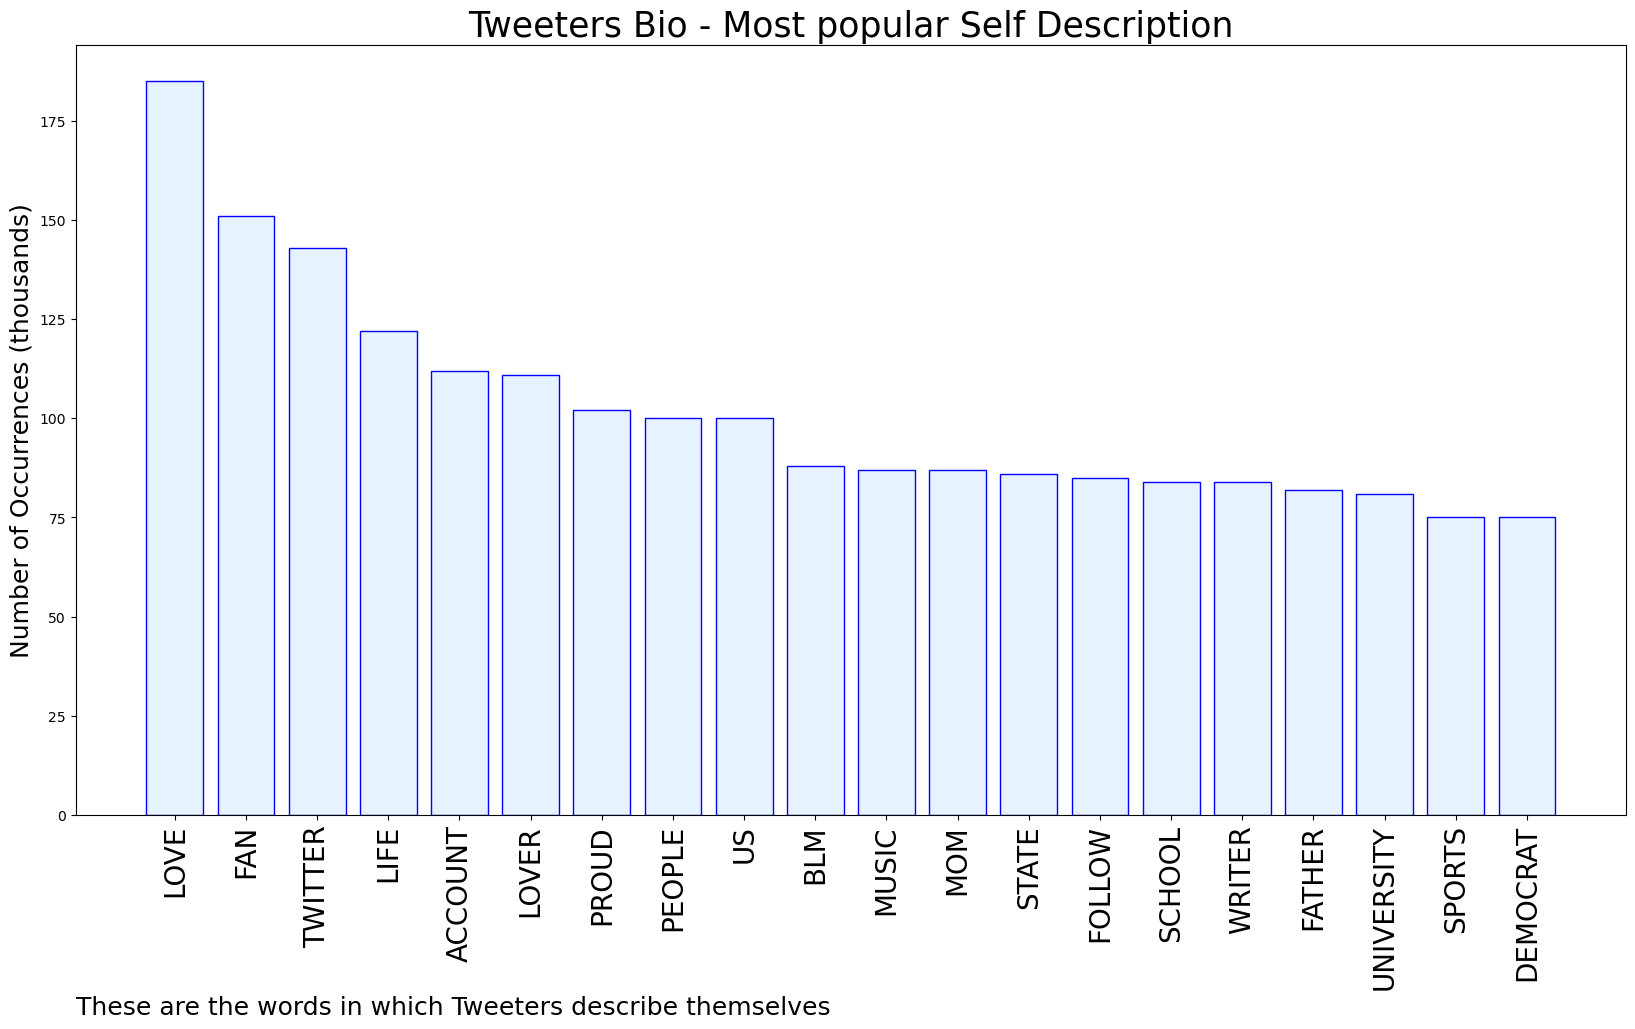 Tweeters Bio - Most popular Self Description
Number of Occurrences (thousands)
175
150
125
100
75
50
25
0
LOVE
FAN
TWITTER
LIFE
ACCOUNT
LOVER
PROUD
PEOPLE
US
BLM
MUSIC
MOM
STATE
FOLLOW
SCHOOL
WRITER
FATHER
UNIVERSITY
SPORTS
DEMOCRAT
These are the words in which Tweeters describe themselves